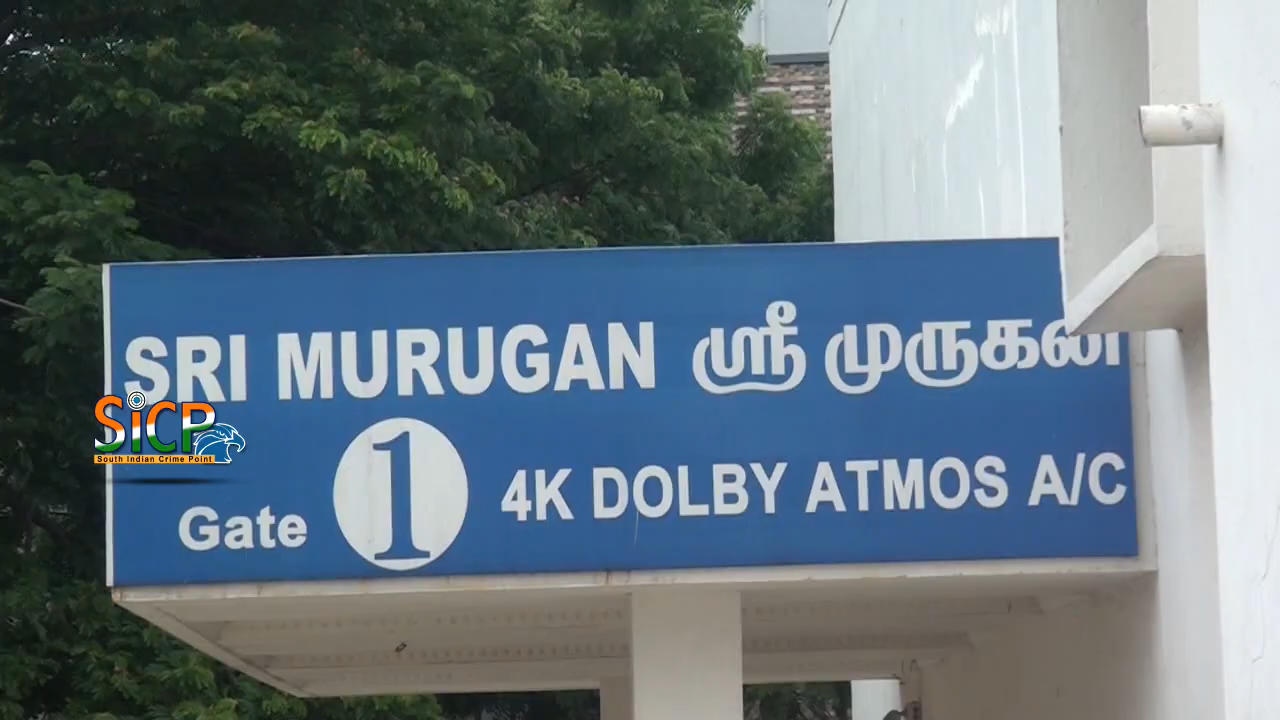 SRI MURUGAN ஸ்ரீ முருகன்
SiCP
South Indian Crime Point
Gate 1 4K DOLBY ATMOS A/C